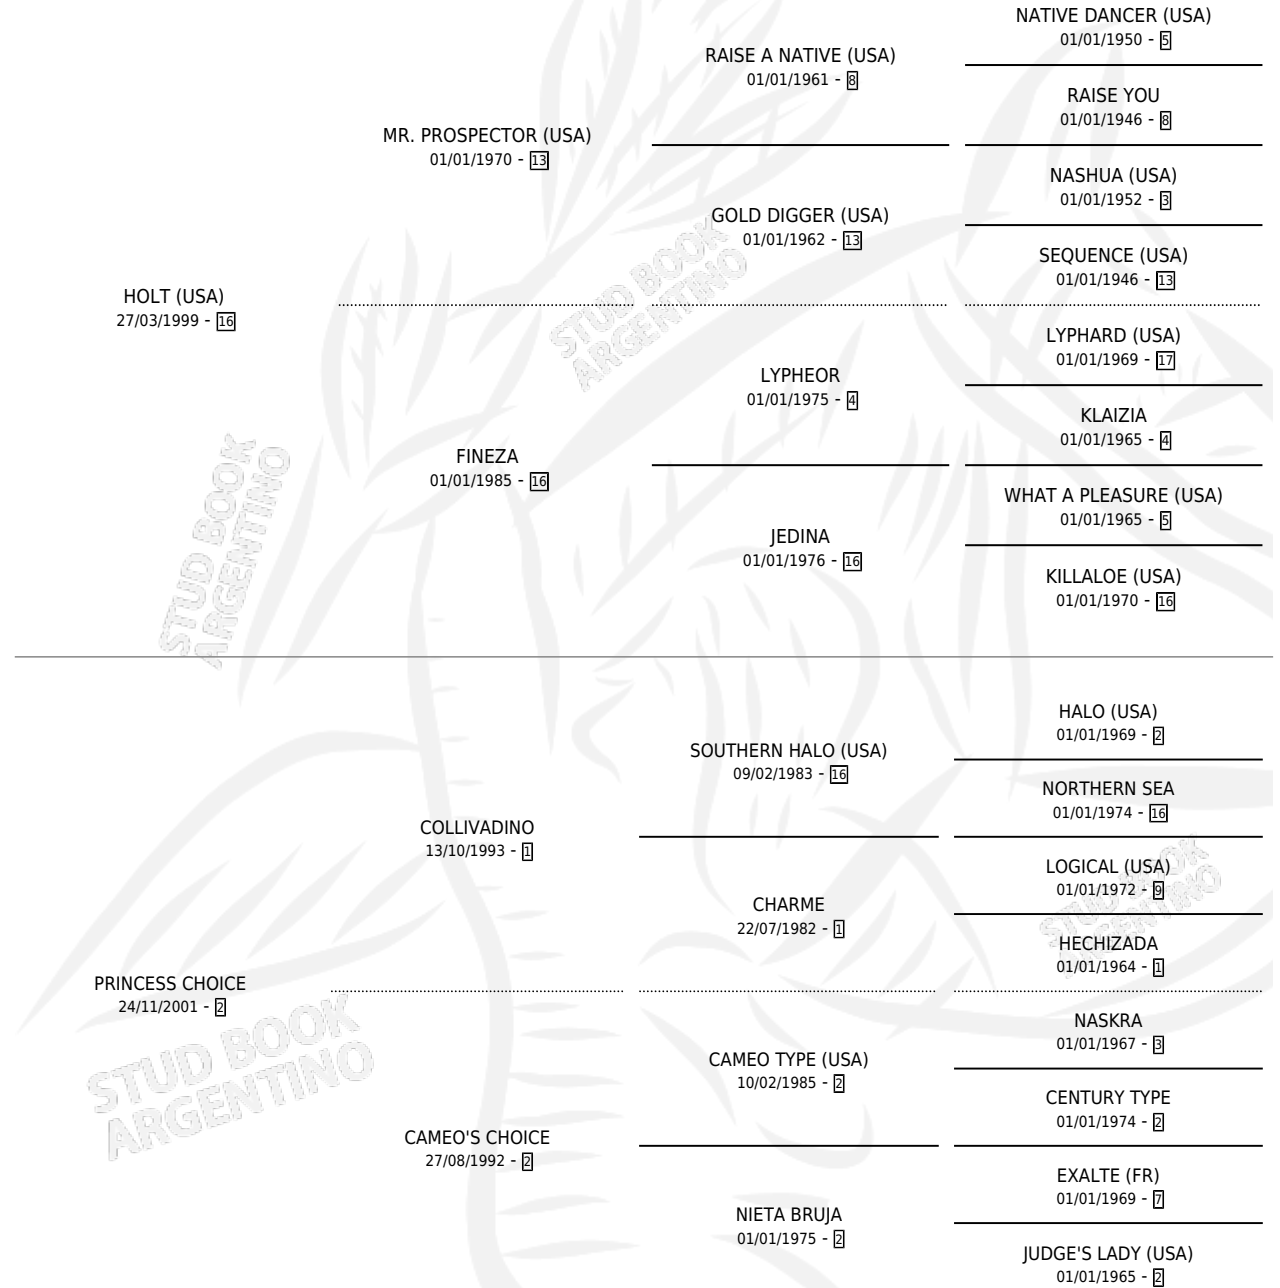 NATIVE DANCER (USA)
01/01/1950 - 5
RAISE A NATIVE (USA)
01/01/1961 - 8
RAISE YOU
01/01/1946 - 8
MR. PROSPECTOR (USA)
01/01/1970 - 13
NASHUA (USA)
01/01/1952 - 3
GOLD DIGGER (USA)
01/01/1962 - 13
SEQUENCE (USA)
01/01/1946 - 13
HOLT (USA)
27/03/1999 - 16
LYPHARD (USA)
01/01/1969 - 17
LYPHEOR
01/01/1975 - 4
KLAIZIA
01/01/1965 - 4
FINEZA
01/01/1985 - 16
WHAT A PLEASURE (USA)
01/01/1965 - 5
JEDINA
01/01/1976 - 16
KILLALOE (USA)
01/01/1970 - 16
STUD BOOK
ARGENTINO
STUD BOOK
ARGENTINO
HALO (USA)
01/01/1969 - 2
SOUTHERN HALO (USA)
09/02/1983 - 16
NORTHERN SEA
01/01/1974 - 16
COLLIVADINO
13/10/1993 - 1
LOGICAL (USA)
01/01/1972 - 9
CHARME
22/07/1982 - 1
HECHIZADA
01/01/1964 - 1
PRINCESS CHOICE
24/11/2001 - 2
NASKRA
01/01/1967 - 3
CAMEO TYPE (USA)
10/02/1985 - 2
CENTURY TYPE
01/01/1974 - 2
CAMEO'S CHOICE
27/08/1992 - 2
EXALTE (FR)
01/01/1969 - 7
NIETA BRUJA
01/01/1975 - 2
JUDGE'S LADY (USA)
01/01/1965 - 2
STUD BOOK
ARGENTINO
STUD BOOK
ARGENTINO